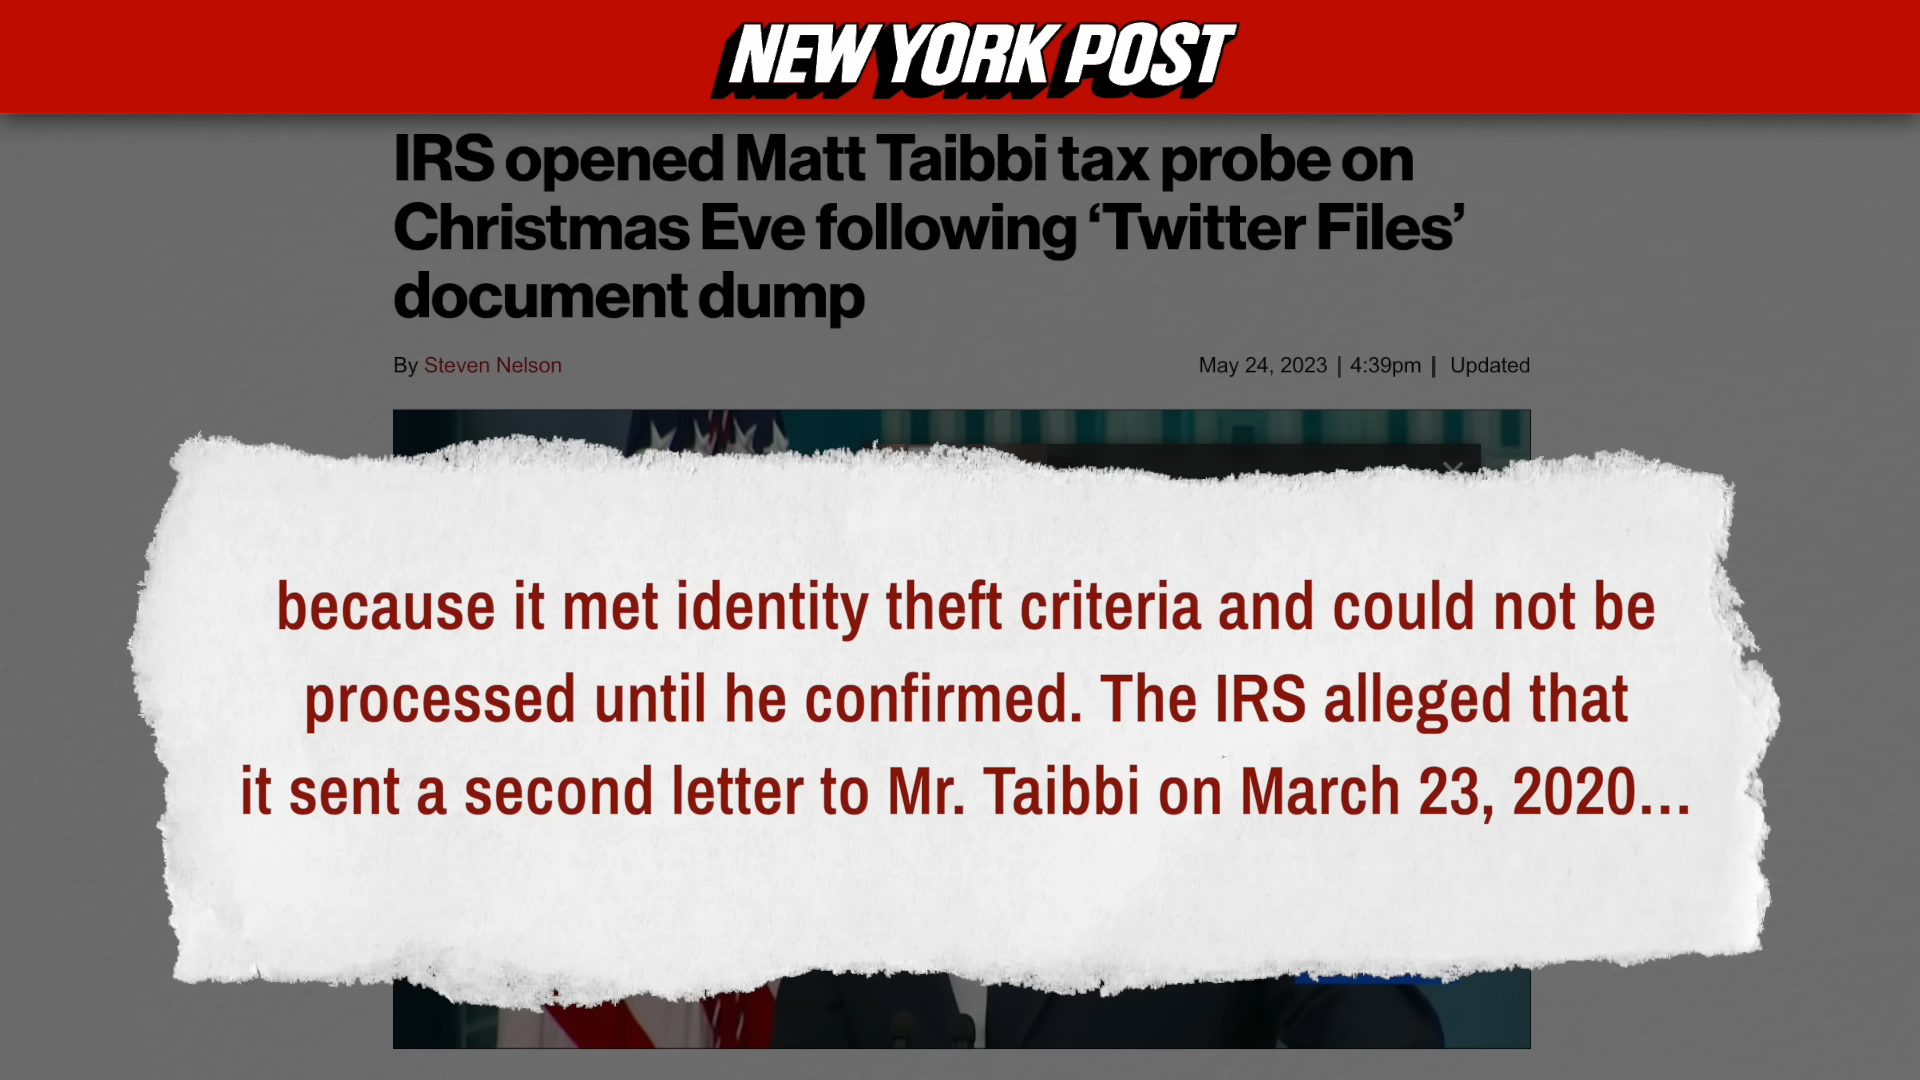 NEW YORK POST
IRS opened Matt Taibbi tax probe on
Christmas Eve following ‘Twitter Files’
document dump
By Steven Nelson
May 24, 2023 | 4:39pm | Updated
because it met identity theft criteria and could not be
processed until he confirmed. The IRS alleged that
it sent a second letter to Mr. Taibbi on March 23, 2020...